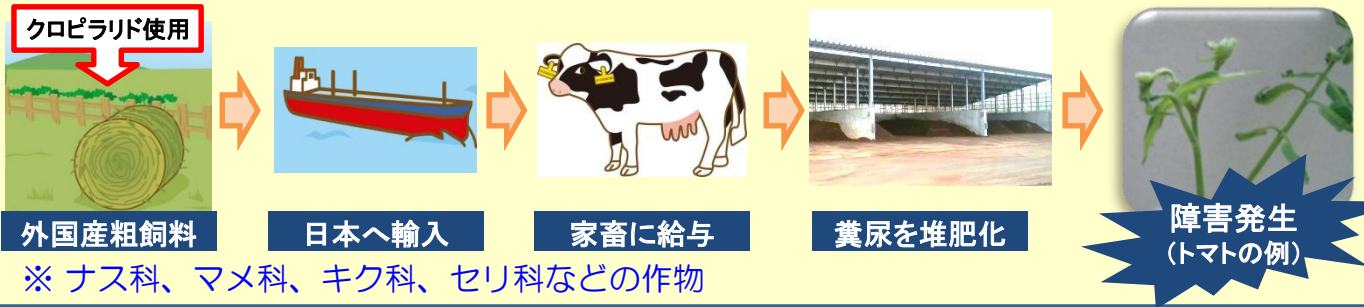 クロピラリド使用
外国産粗飼料
日本へ輸入
家畜に給与
糞尿を堆肥化
障害発生
(トマトの例)
※ ナス科、マメ科、キク科、セリ科などの作物